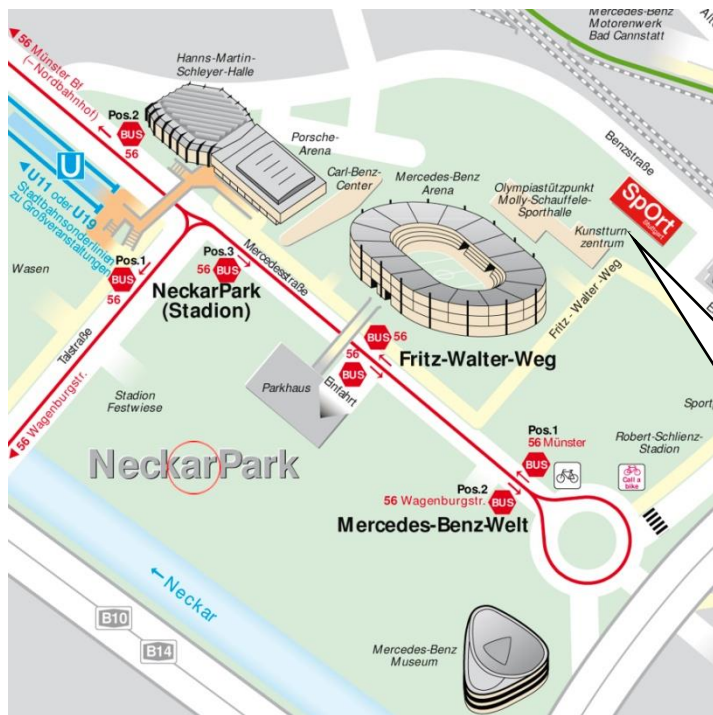 Mercedes-Benz
Motorenwerk
Bad Cannstatt
56 Münster Bf
(– Nordbahnhof)
Hanns-Martin-
Schleyer-Halle
Pos.2
BUS
56
U
U11 oder U19
Stadtbahnsonderlinien
zu Großveranstaltungen
Porsche-
Arena
Carl-Benz-
Center
Mercedes-Benz
Arena
Olympiastützpunkt
Molly-Schauffele-
Sporthalle
Benzstraße
SpOrt
Stuttgart
Kunstturn-
zentrum
Wasen
Pos.1
BUS
56
Pos.3
56 BUS
Mercedesstraße
NeckarPark
(Stadion)
Fritz - Walter -Weg
Talstraße
BUS 56
56
BUS
Fritz-Walter-Weg
Parkhaus
Einfahrt
Stadion
Festwiese
56 Wagenburgstr.
NeckarPark
Pos.1
56 Münster
BUS
Robert-Schlienz-
Stadion
Call a
bike
Pos.2
56 Wagenburgstr. BUS
Mercedes-Benz-Welt
Neckar
B10
B14
Mercedes-Benz
Museum